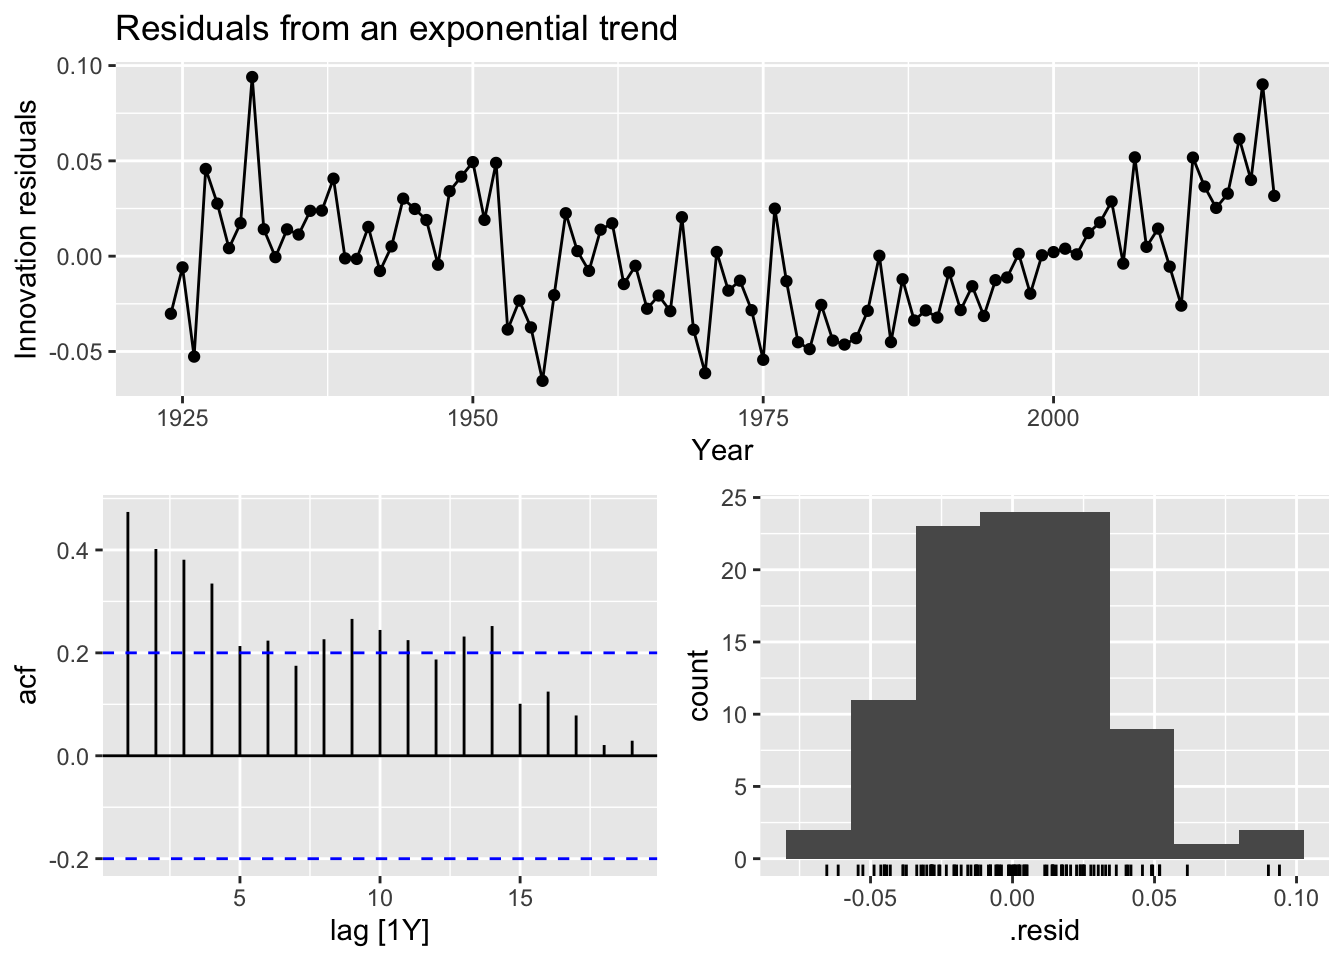 Residuals from an exponential trend
Innovation residuals
0.10
0.05
0.00
-0.05
1925 1950 1975 2000
Year
acf
0.4
0.2
0.0
-0.2
5 10 15
lag [1Y]
count
25
20
15
10
5
0
-0.05 0.00 0.05 0.10
.resid